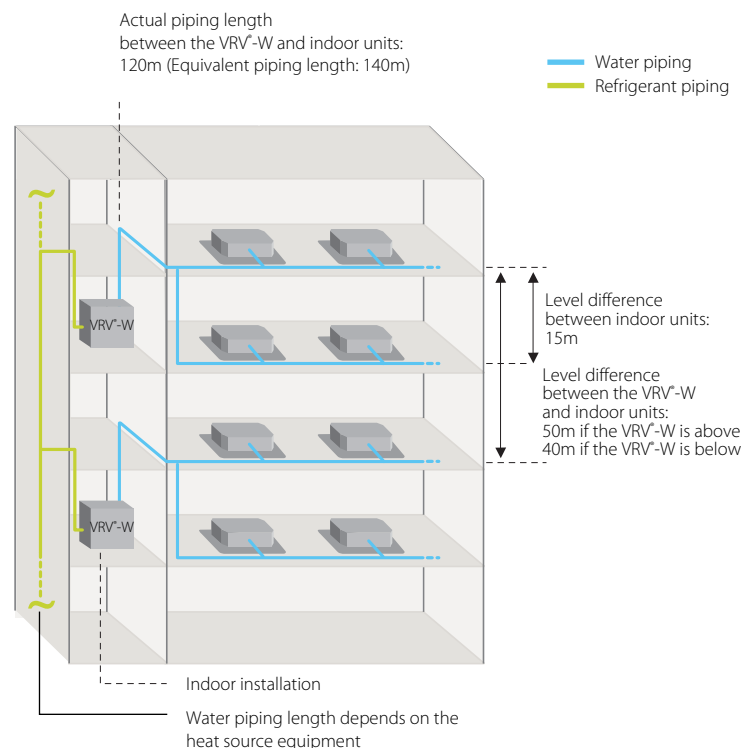 Actual piping length
between the VRV®-W and indoor units:
120m (Equivalent piping length: 140m)
Water piping
Refrigerant piping
VRV®-W
Level difference
between indoor units:
15m
Level difference
between the VRV®-W
and indoor units:
50m if the VRV®-W is above
40m if the VRV®-W is below
VRV®-W
Indoor installation
Water piping length depends on the
heat source equipment